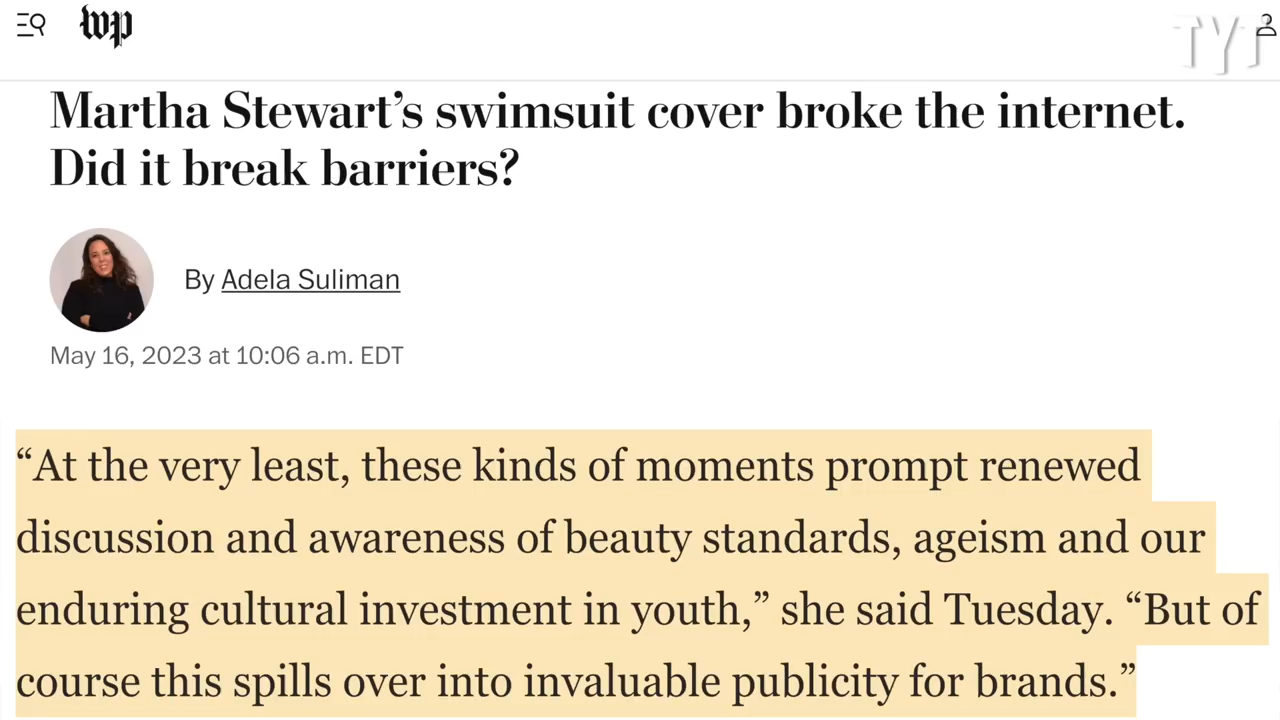 wp
TYT
Martha Stewart’s swimsuit cover broke the internet.
Did it break barriers?
By Adela Suliman
May 16, 2023 at 10:06 a.m. EDT
“At the very least, these kinds of moments prompt renewed
discussion and awareness of beauty standards, ageism and our
enduring cultural investment in youth,” she said Tuesday. “But of
course this spills over into invaluable publicity for brands.”